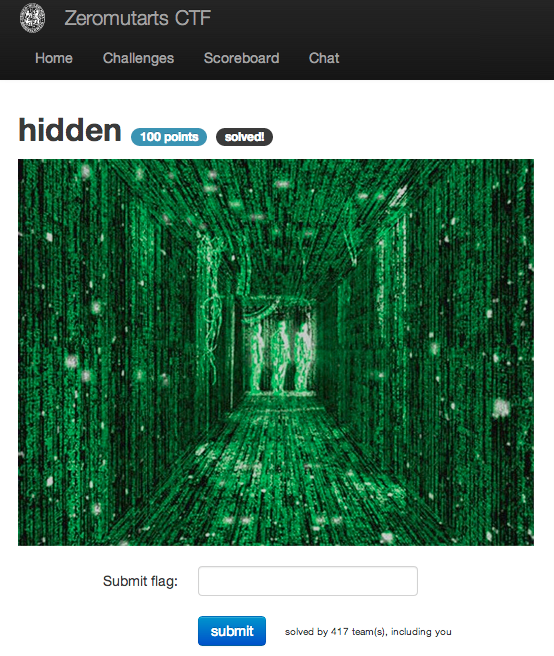 Zeromutarts CTF
Home Challenges Scoreboard Chat
hidden 100 points solved!
Submit flag:
submit solved by 417 team(s), including you